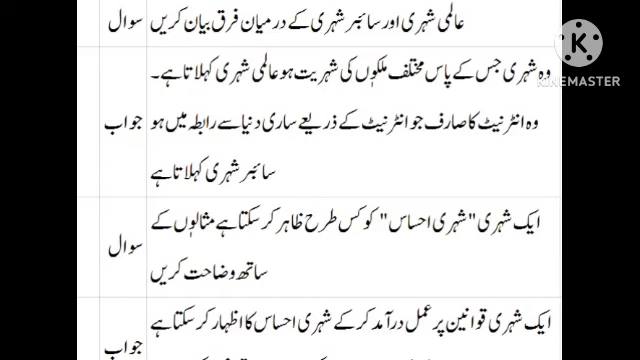 سوال عالمی شہری اور سائبر شہری کے درمیان فرق بیان کریں
KINEMASTER
وہ شہری جس کے پاس مختلف ملکوں کی شہریت ہو عالمی شہری کہلاتا ہے۔
جواب وہ انٹرنیٹ کا صارف جو انٹرنیٹ کے ذریعے ساری دنیا سے رابطہ میں ہو
سائبر شہری کہلاتا ہے
سوال ایک شہری "شہری احساس" کو کس طرح ظاہر کر سکتا ہے مثالوں کے
ساتھ وضاحت کریں
جواب ایک شہری قوانین پر عمل درآمد کر کے شہری احساس کا اظہار کر سکتا ہے